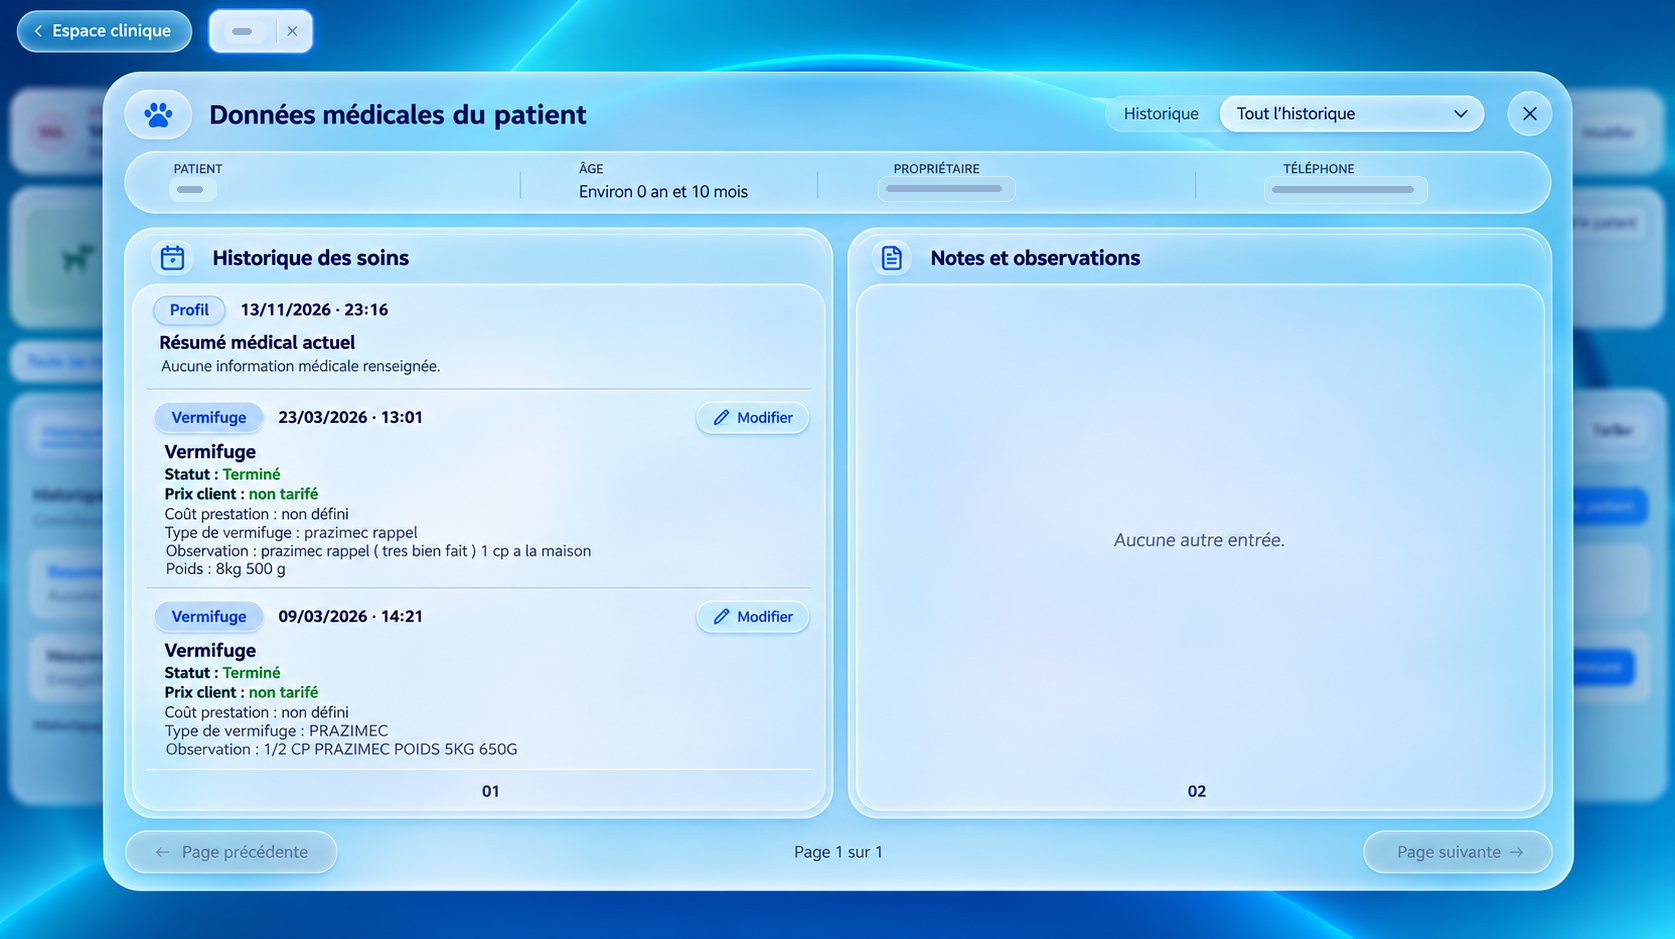 Espace clinique
Données médicales du patient
Historique
Tout l'historique
PATIENT
ÂGE
Environ 0 an et 10 mois
PROPRIÉTAIRE
TÉLÉPHONE
Historique des soins
Profil
13/11/2026 · 23:16
Résumé médical actuel
Aucune information médicale renseignée.
Vermifuge
23/03/2026 · 13:01
Modifier
Vermifuge
Statut : Terminé
Prix client : non tarifé
Coût prestation : non défini
Type de vermifuge : prazimec rappel
Observation : prazimec rappel ( tres bien fait ) 1 cp a la maison
Poids : 8kg 500 g
Vermifuge
09/03/2026 · 14:21
Modifier
Vermifuge
Statut : Terminé
Prix client : non tarifé
Coût prestation : non défini
Type de vermifuge : PRAZIMEC
Observation : 1/2 CP PRAZIMEC POIDS 5KG 650G
01
Notes et observations
Aucune autre entrée.
02
← Page précédente
Page 1 sur 1
Page suivante →